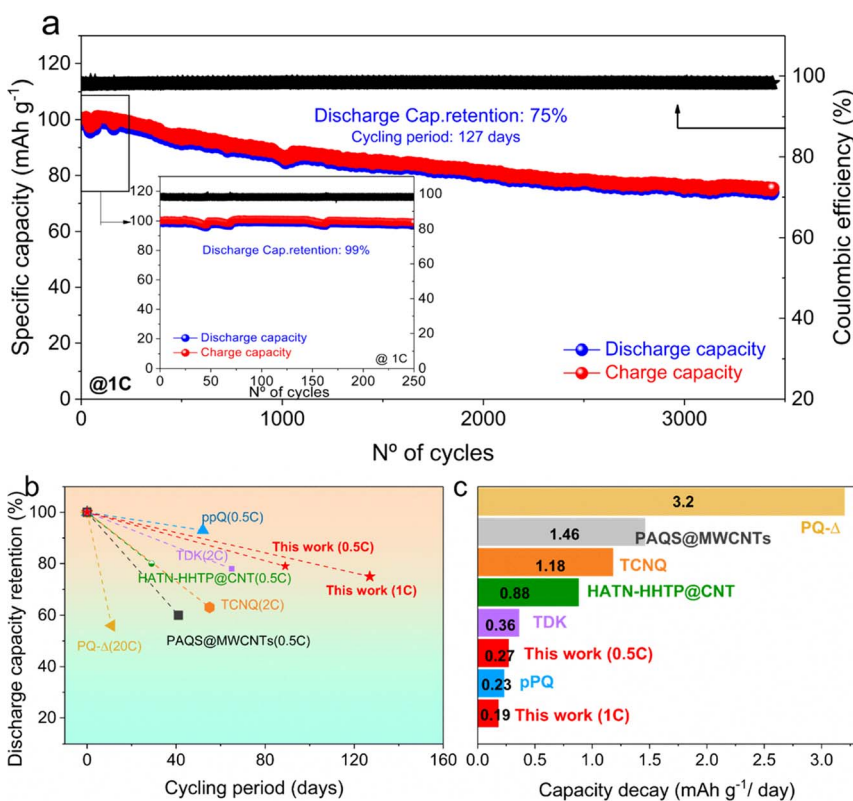 a
120
100
80
60
40
20
0
Specific capacity (mAh g⁻¹)
100
80
60
40
20
Coulombic efficiency (%)
Discharge Cap.retention: 75%
Cycling period: 127 days
120
100
80
60
40
20
0
100
80
60
40
20
0
Discharge Cap.retention: 99%
Discharge capacity
Charge capacity
@ 1C
0 50 100 150 200 250
Nº of cycles
@1C
Discharge capacity
Charge capacity
0 1000 2000 3000
Nº of cycles
b
Discharge capacity retention (%)
100
80
60
40
20
ppQ(0.5C)
TDK(2C)
This work (0.5C)
HATN-HHTP@CNT(0.5C)
This work (1C)
TCNQ(2C)
PQ-Δ(20C)
PAQS@MWCNTs(0.5C)
0 40 80 120 160
Cycling period (days)
c
3.2
PQ-Δ
1.46 PAQS@MWCNTs
1.18 TCNQ
0.88 HATN-HHTP@CNT
0.36 TDK
0.27 This work (0.5C)
0.23 pPQ
0.19 This work (1C)
0.0 0.5 1.0 1.5 2.0 2.5 3.0
Capacity decay (mAh g⁻¹/ day)